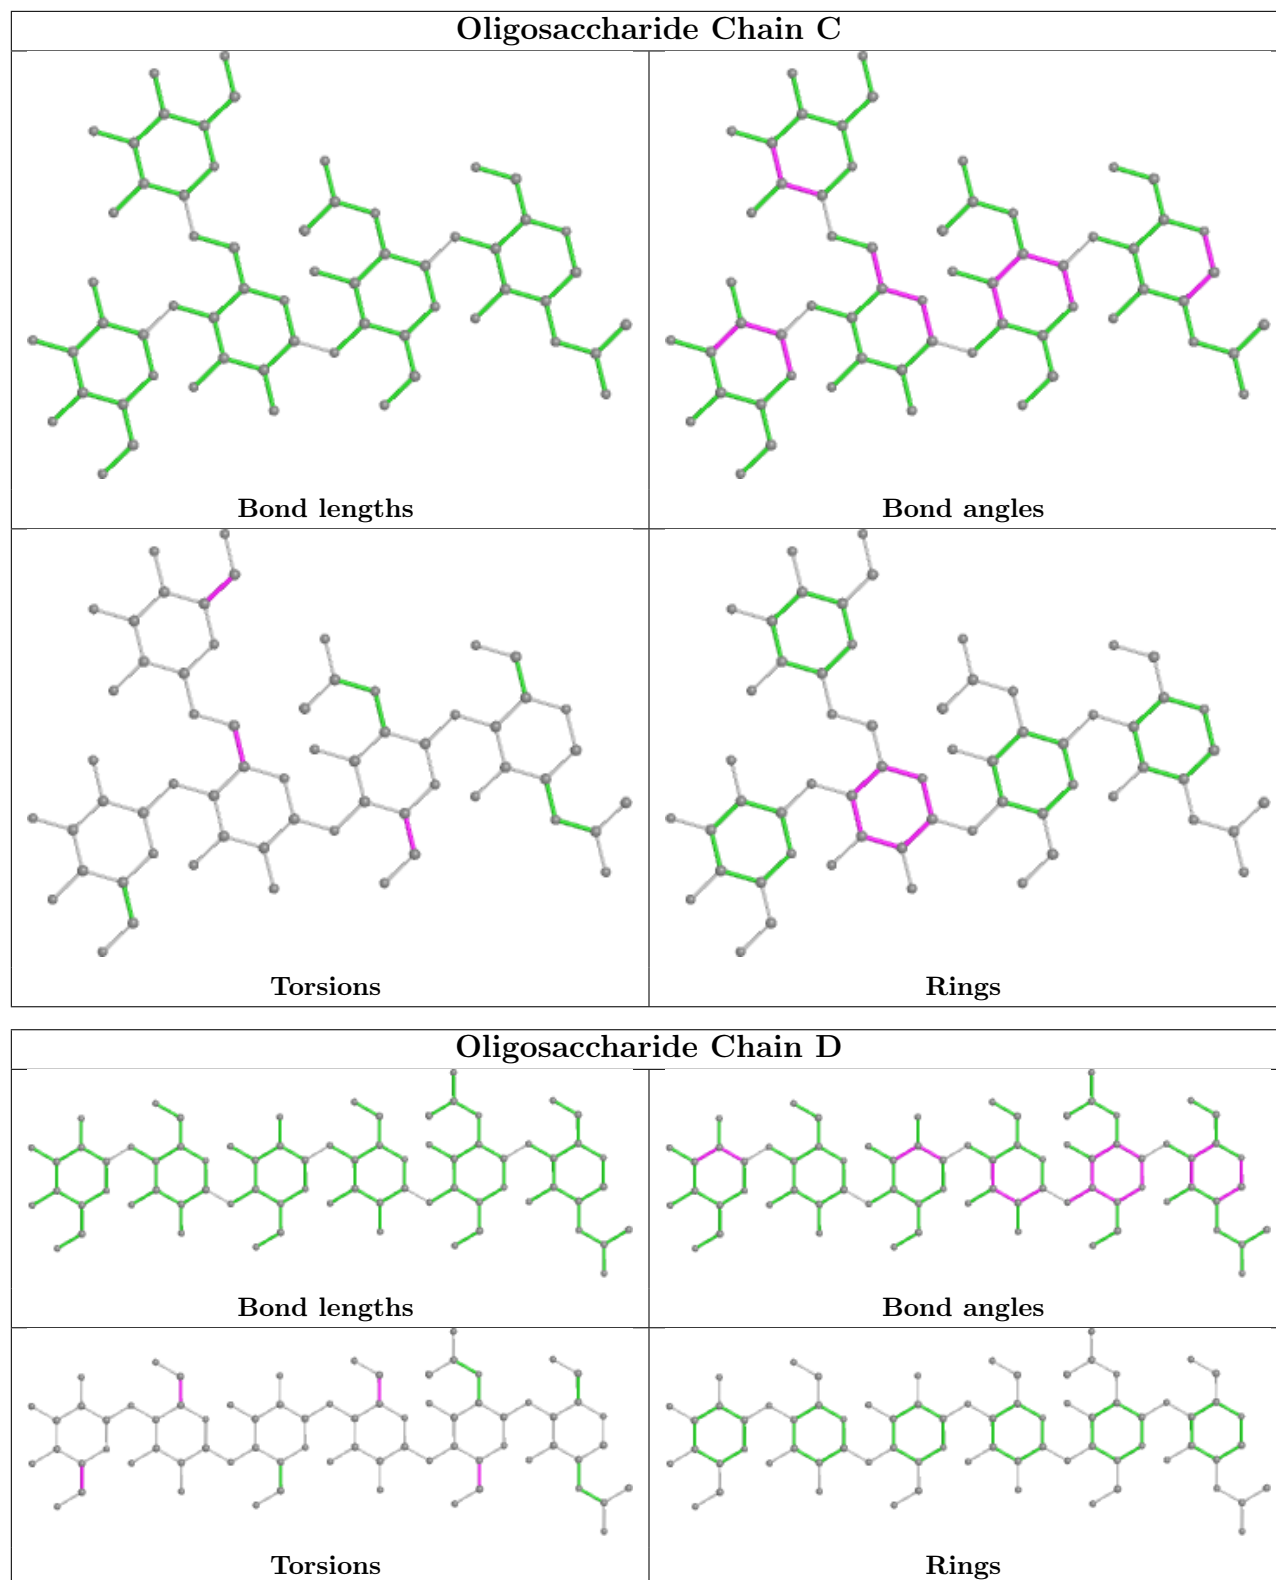 Oligosaccharide Chain C
Bond lengths
Bond angles
Torsions
Rings
Oligosaccharide Chain D
Bond lengths
Bond angles
Torsions
Rings